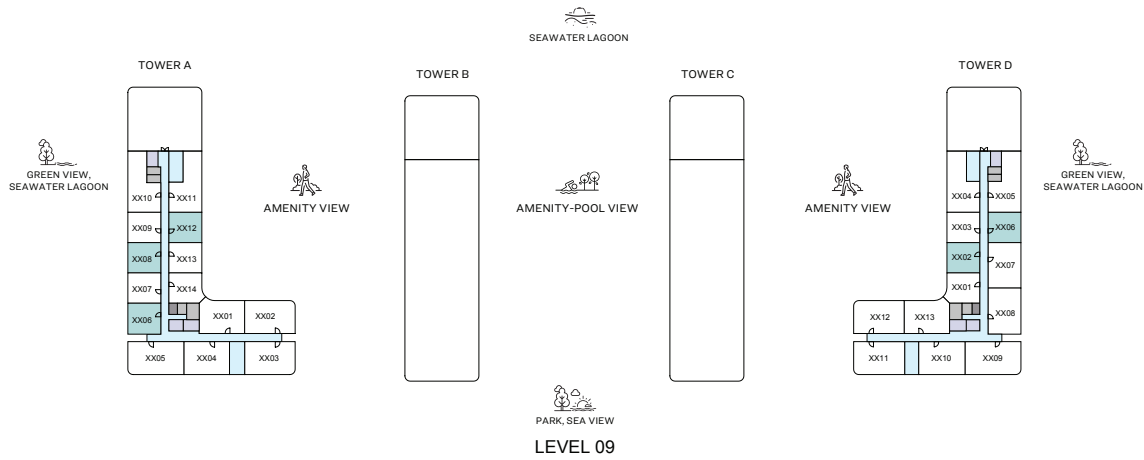 SEAWATER LAGOON
TOWER A
TOWER B
TOWER C
TOWER D
GREEN VIEW,
SEAWATER LAGOON
AMENITY VIEW
AMENITY-POOL VIEW
AMENITY VIEW
GREEN VIEW,
SEAWATER LAGOON
XX10
XX11
XX09
XX12
XX08
XX13
XX07
XX14
XX06
XX01
XX02
XX05
XX04
XX03
XX04
XX05
XX03
XX06
XX02
XX07
XX01
XX08
XX12
XX13
XX11
XX10
XX09
PARK, SEA VIEW
LEVEL 09